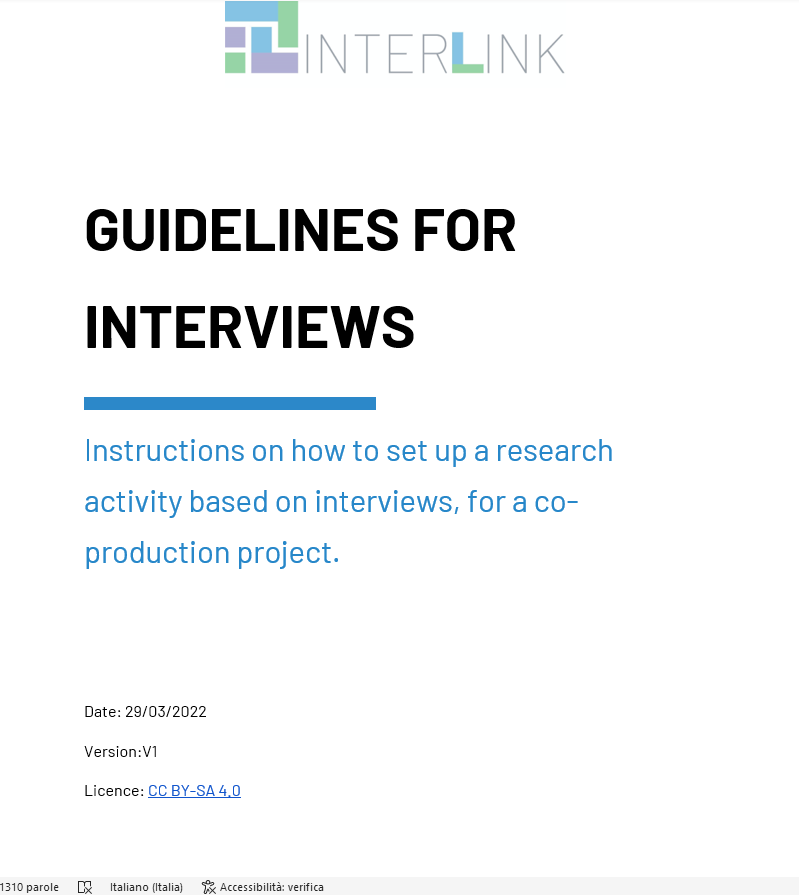 INTERLINK
GUIDELINES FOR
INTERVIEWS
Instructions on how to set up a research
activity based on interviews, for a co-
production project.
Date: 29/03/2022
Version:V1
Licence: CC BY-SA 4.0
1310 parole Italiano (Italia) Accessibilità: verifica